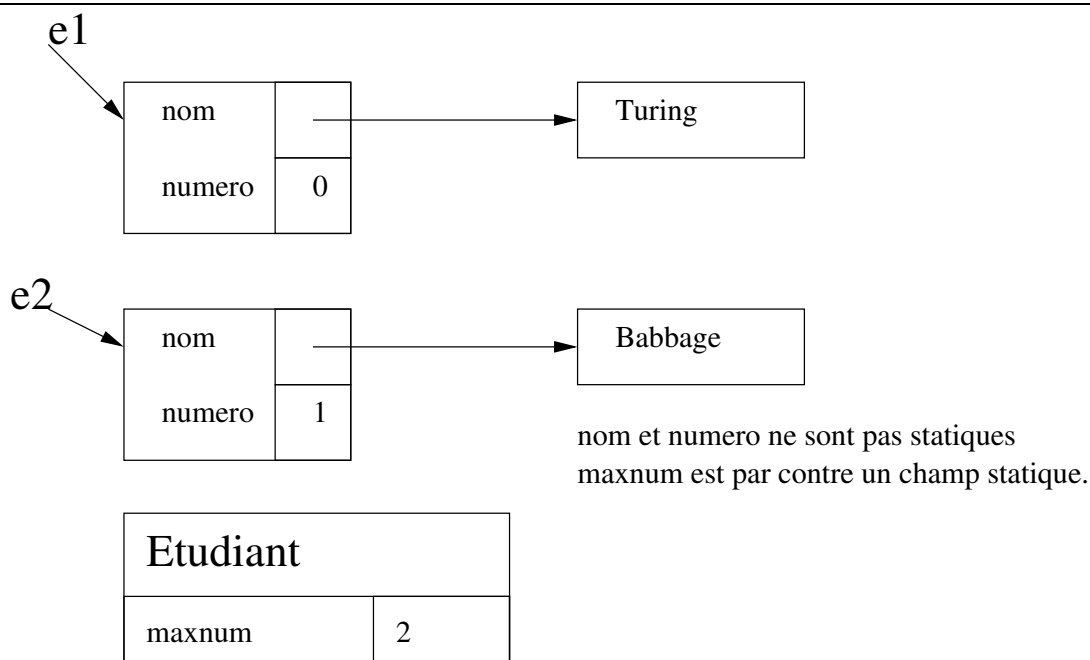 e1
nom
Turing
numero 0
e2
nom
Babbage
numero 1
nom et numero ne sont pas statiques
maxnum est par contre un champ statique.
Etudiant
maxnum 2